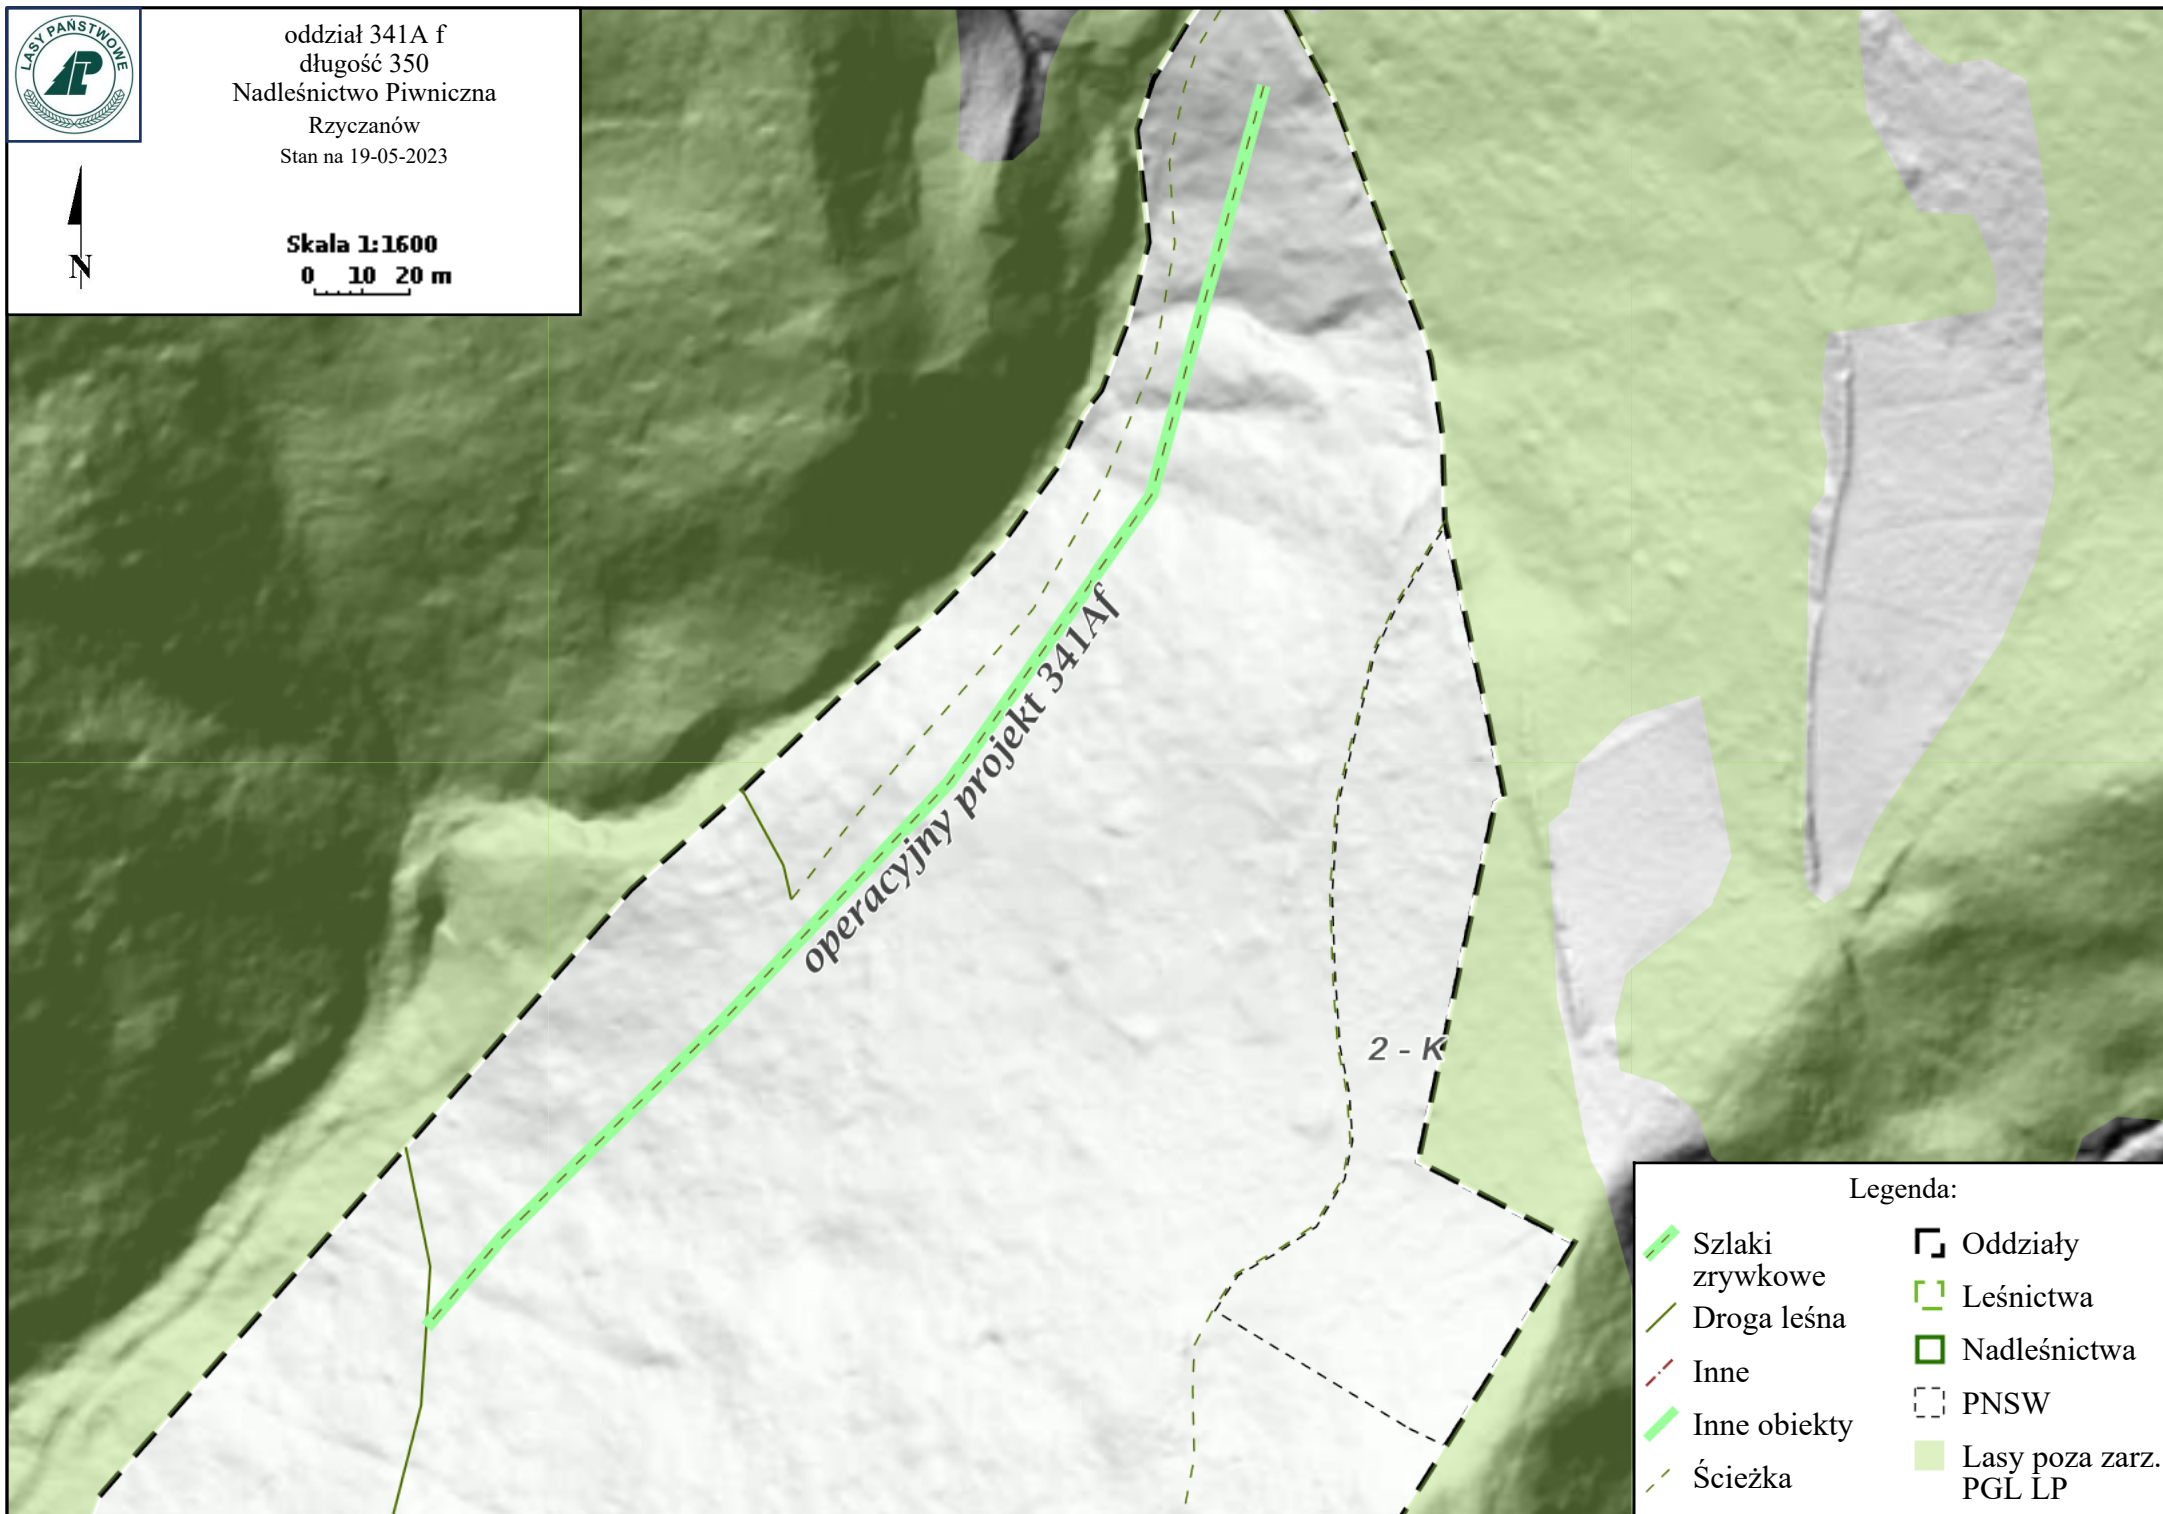 LASY PAŃSTWOWE
LP
oddział 341A f
długość 350
Nadleśnictwo Piwniczna
Rzyczanów
Stan na 19-05-2023
N
Skala 1:1600
0 10 20 m
operacyjny projekt 341Af
2 - K
Legenda:
Szlaki
zrywkowe
Droga leśna
Inne
Inne obiekty
Ścieżka
Oddziały
Leśnictwa
Nadleśnictwa
PNSW
Lasy poza zarz.
PGL LP